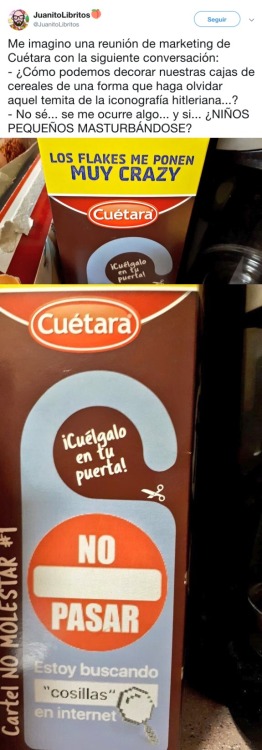 JuanitoLibritos
@JuanitoLibritos
Seguir
Me imagino una reunión de marketing de
Cuétara con la siguiente conversación:
- ¿Cómo podemos decorar nuestras cajas de
cereales de una forma que haga olvidar
aquel temita de la iconografía hitleriana...?
- No sé... se me ocurre algo... y si... ¿NIÑOS
PEQUEÑOS MASTURBÁNDOSE?
LOS FLAKES ME PONEN
MUY CRAZY
Cuétara
¡Cuélgalo
en tu
puerta!
Cuétara
¡Cuélgalo
en tu
puerta!
NO
PASAR
Estoy buscando
"cosillas"
en internet
Cartel NO MOLESTAR #1